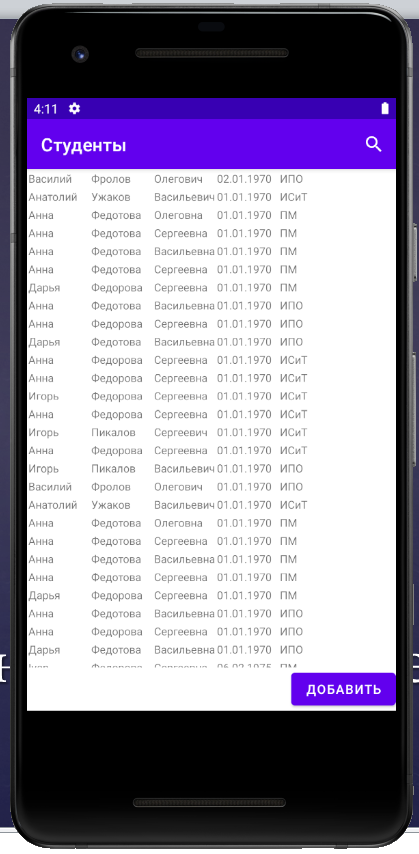 4:11
Студенты
Василий Фролов Олегович 02.01.1970 ИПО
Анатолий Ужаков Васильевич 01.01.1970 ИСиТ
Анна Федотова Олеговна 01.01.1970 ПМ
Анна Федотова Сергеевна 01.01.1970 ПМ
Анна Федотова Васильевна 01.01.1970 ПМ
Анна Федотова Сергеевна 01.01.1970 ПМ
Дарья Федорова Сергеевна 01.01.1970 ПМ
Анна Федотова Васильевна 01.01.1970 ИПО
Анна Федорова Сергеевна 01.01.1970 ИПО
Дарья Федотова Васильевна 01.01.1970 ИПО
Анна Федорова Сергеевна 01.01.1970 ИСиТ
Анна Федорова Сергеевна 01.01.1970 ИСиТ
Игорь Федорова Сергеевна 01.01.1970 ИСиТ
Анна Федорова Сергеевна 01.01.1970 ИСиТ
Игорь Пикалов Сергеевич 01.01.1970 ИСиТ
Анна Федорова Сергеевна 01.01.1970 ИСиТ
Игорь Пикалов Васильевич 01.01.1970 ИПО
Василий Фролов Олегович 01.01.1970 ИПО
Анатолий Ужаков Васильевич 01.01.1970 ИСиТ
Анна Федотова Олеговна 01.01.1970 ПМ
Анна Федотова Сергеевна 01.01.1970 ПМ
Анна Федотова Васильевна 01.01.1970 ПМ
Анна Федотова Сергеевна 01.01.1970 ПМ
Дарья Федорова Сергеевна 01.01.1970 ПМ
Анна Федотова Васильевна 01.01.1970 ИПО
Анна Федорова Сергеевна 01.01.1970 ИПО
Дарья Федотова Васильевна 01.01.1970 ИПО
ДОБАВИТЬ